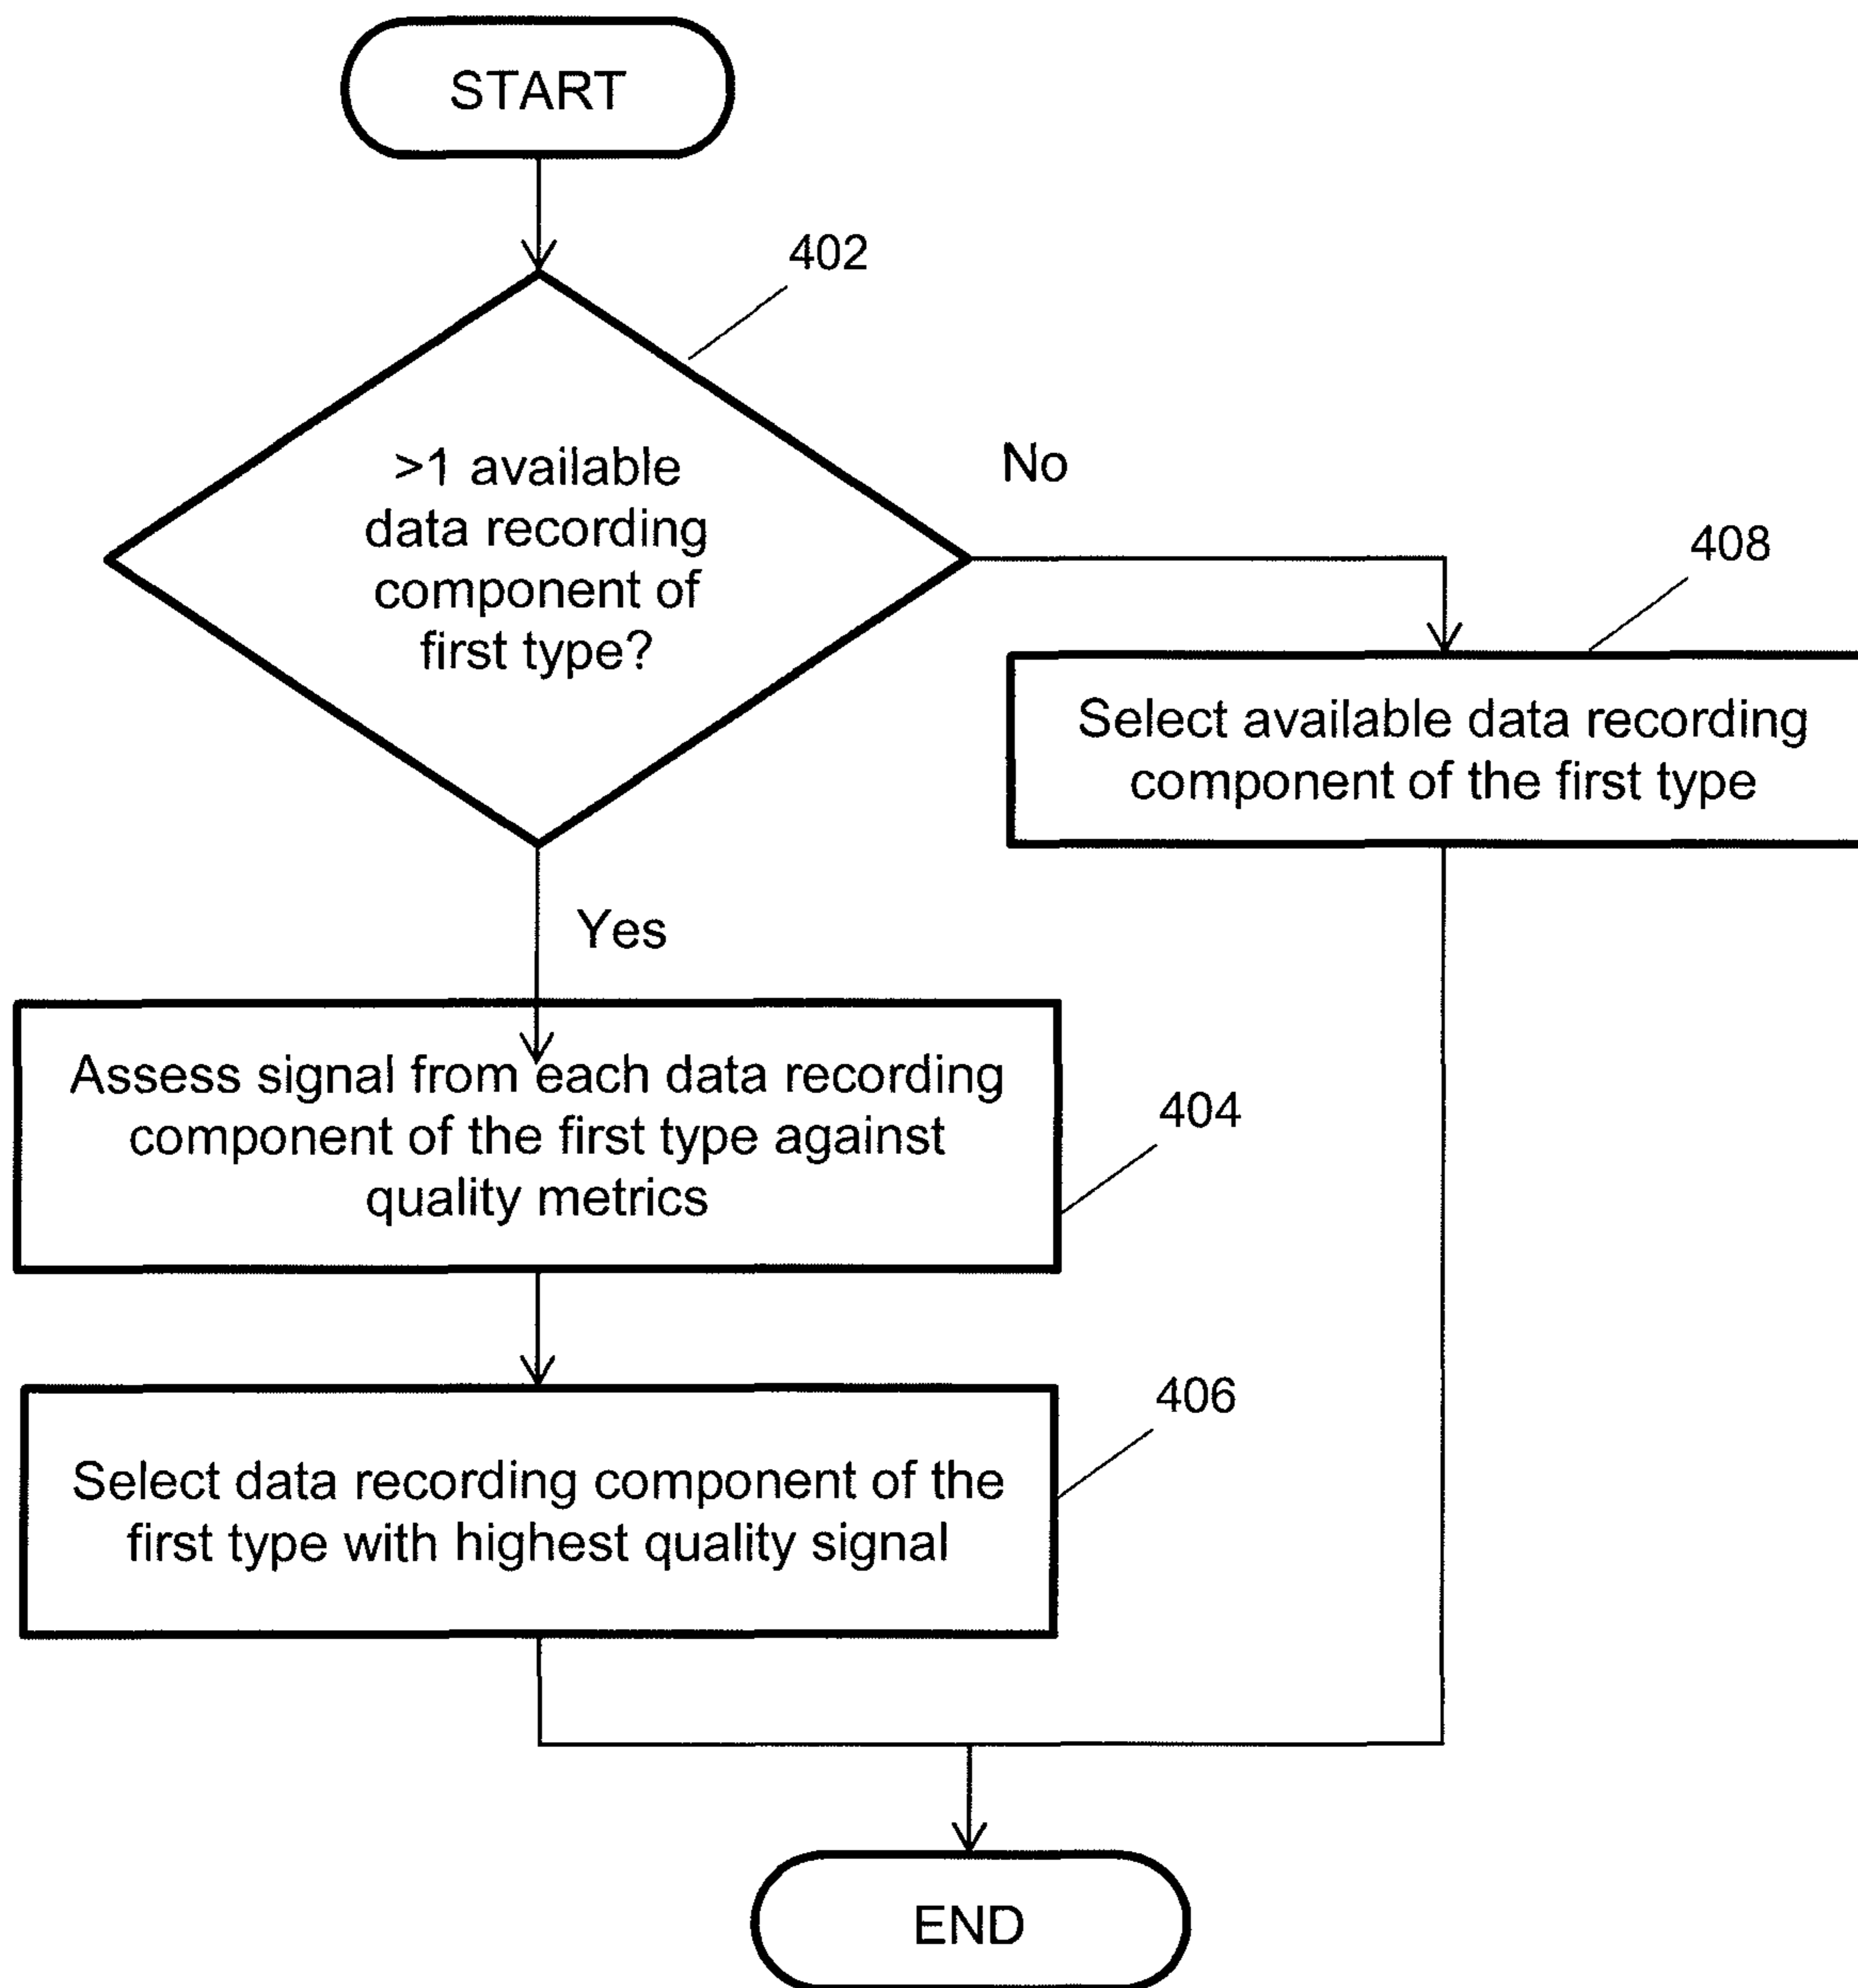 START
402
>1 available
data recording
component of
first type?
No
408
Select available data recording
component of the first type
Yes
Assess signal from each data recording
component of the first type against
quality metrics
404
406
Select data recording component of the
first type with highest quality signal
END